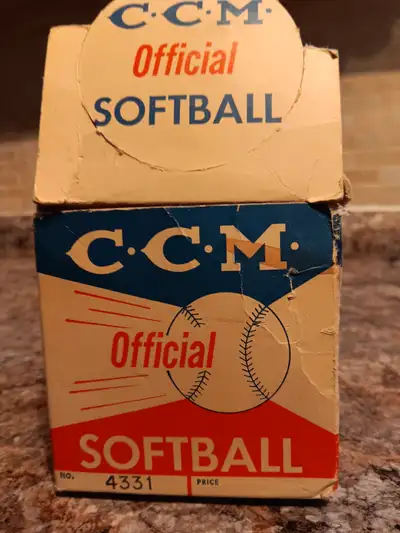 C·C·M·
Official
SOFTBALL
C·C·M·
Official
SOFTBALL
NO. 4331 PRICE